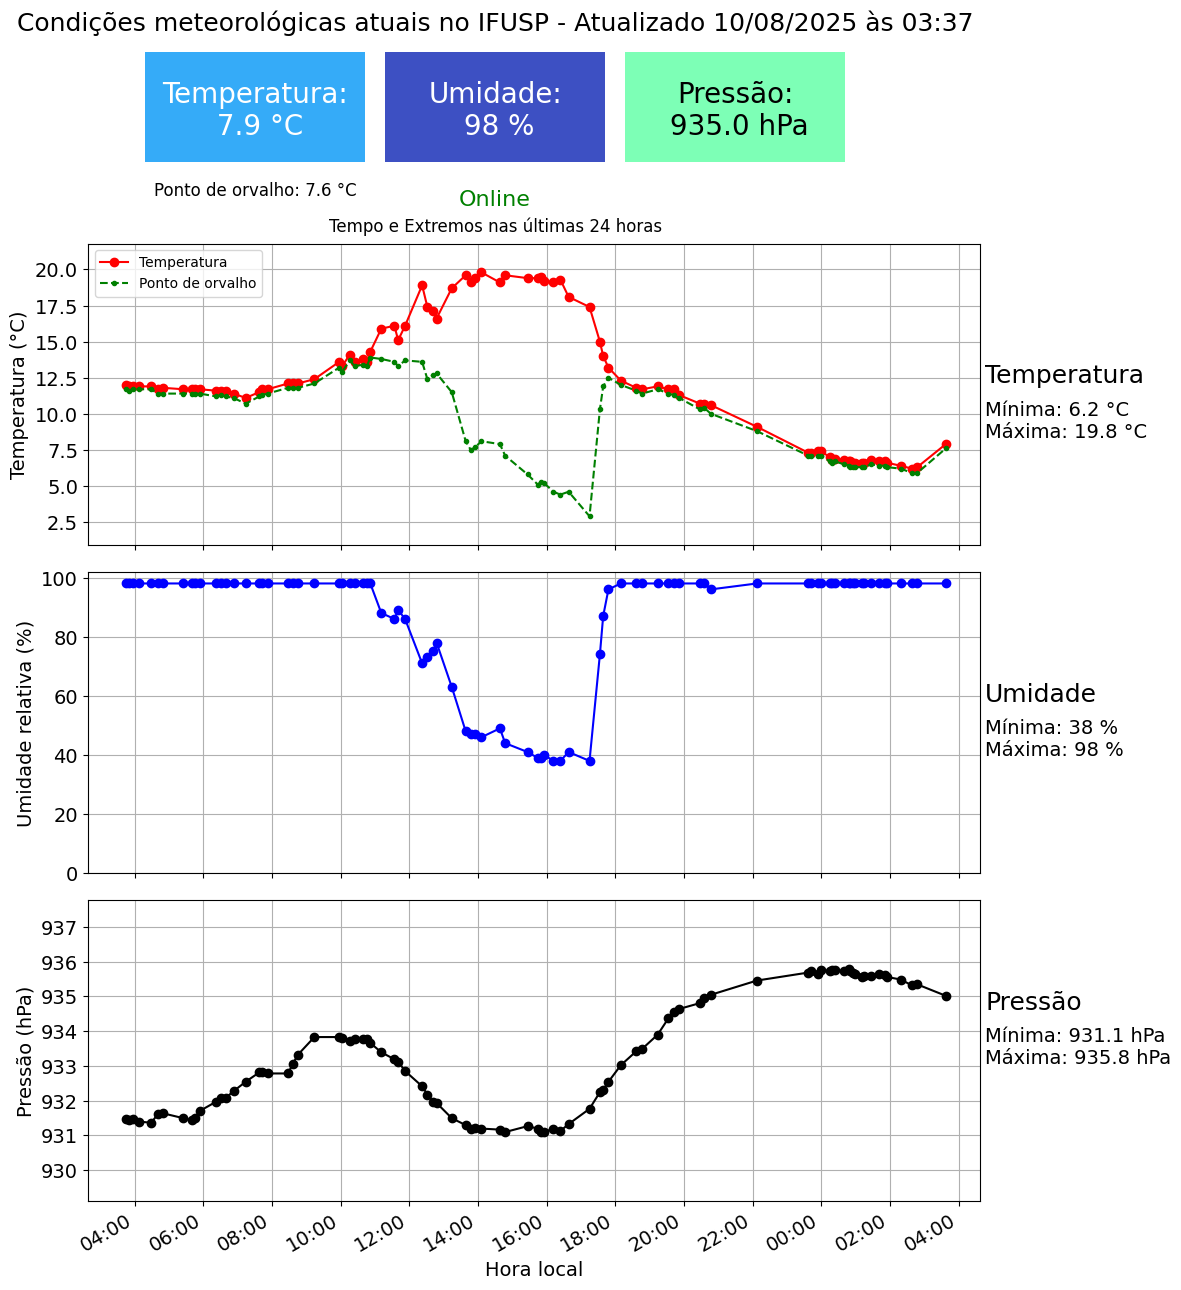 Condições meteorológicas atuais no IFUSP - Atualizado 10/08/2025 às 03:37
Temperatura:
7.9 °C
Umidade:
98 %
Pressão:
935.0 hPa
Ponto de orvalho: 7.6 °C
Online
Tempo e Extremos nas últimas 24 horas
Temperatura (°C)
20.0
17.5
15.0
12.5
10.0
7.5
5.0
2.5
Temperatura
Ponto de orvalho
Temperatura
Mínima: 6.2 °C
Máxima: 19.8 °C
Umidade relativa (%)
100
80
60
40
20
0
Umidade
Mínima: 38 %
Máxima: 98 %
Pressão (hPa)
937
936
935
934
933
932
931
930
Pressão
Mínima: 931.1 hPa
Máxima: 935.8 hPa
04:00
06:00
08:00
10:00
12:00
14:00
16:00
18:00
20:00
22:00
00:00
02:00
04:00
Hora local